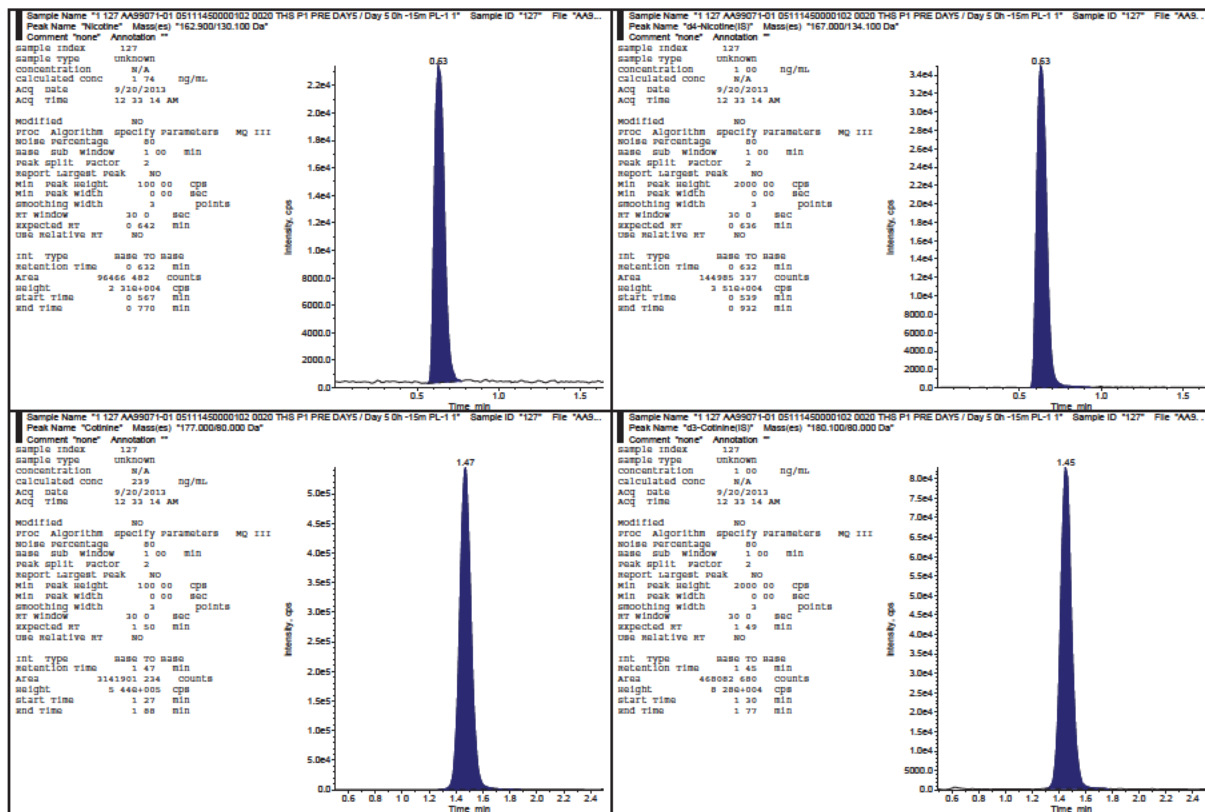 Sample Name "1 127 AA99071-01 05111450000102 0020 THS P1 PRE DAY5 / Day 5 0h -15m PL-1 1" Sample ID "127" File "AA9...
Peak Name "Nicotine" Mass(es) "162.900/130.100 Da"
Comment "none" Annotation ""
Sample Index 127
Sample Type Unknown
Concentration N/A
Calculated Conc 1 74 ng/mL
Acq Date 9/20/2013
Acq Time 12 33 14 AM
Modified NO
Proc Algorithm Specify Parameters MQ III
Noise Percentage 80
Base Sub Window 1 00 min
Peak Split Factor 2
Report Largest Peak NO
Min Peak Height 100 00 cps
Min Peak Width 0 00 sec
Smoothing Width 3 points
RT Window 30 0 sec
Expected RT 0 642 min
Use Relative RT NO
Int Type Base To Base
Retention Time 0 632 min
Area 96466 482 counts
Height 2 31e+004 cps
Start Time 0 567 min
End Time 0 770 min
0.63
Intensity, cps
2.2e4
2.0e4
1.8e4
1.6e4
1.4e4
1.2e4
1.0e4
8000.0
6000.0
4000.0
2000.0
0.0
0.5 1.0 1.5
Time, min
Sample Name "1 127 AA99071-01 05111450000102 0020 THS P1 PRE DAY5 / Day 5 0h -15m PL-1 1" Sample ID "127" File "AA9...
Peak Name "d4-Nicotine(IS)" Mass(es) "167.000/134.100 Da"
Comment "none" Annotation ""
Sample Index 127
Sample Type Unknown
Concentration 1 00 ng/mL
Calculated Conc N/A
Acq Date 9/20/2013
Acq Time 12 33 14 AM
Modified NO
Proc Algorithm Specify Parameters MQ III
Noise Percentage 80
Base Sub Window 1 00 min
Peak Split Factor 2
Report Largest Peak NO
Min Peak Height 2000 00 cps
Min Peak Width 0 00 sec
Smoothing Width 3 points
RT Window 30 0 sec
Expected RT 0 636 min
Use Relative RT NO
Int Type Base To Base
Retention Time 0 632 min
Area 144985 337 counts
Height 3 51e+004 cps
Start Time 0 539 min
End Time 0 932 min
0.63
Intensity, cps
3.4e4
3.2e4
3.0e4
2.8e4
2.6e4
2.4e4
2.2e4
2.0e4
1.8e4
1.6e4
1.4e4
1.2e4
1.0e4
8000.0
6000.0
4000.0
2000.0
0.0
0.5 1.0 1.5
Time, min
Sample Name "1 127 AA99071-01 05111450000102 0020 THS P1 PRE DAY5 / Day 5 0h -15m PL-1 1" Sample ID "127" File "AA9...
Peak Name "Cotinine" Mass(es) "177.000/80.000 Da"
Comment "none" Annotation ""
Sample Index 127
Sample Type Unknown
Concentration N/A
Calculated Conc 239 ng/mL
Acq Date 9/20/2013
Acq Time 12 33 14 AM
Modified NO
Proc Algorithm Specify Parameters MQ III
Noise Percentage 80
Base Sub Window 1 00 min
Peak Split Factor 2
Report Largest Peak NO
Min Peak Height 100 00 cps
Min Peak Width 0 00 sec
Smoothing Width 3 points
RT Window 30 0 sec
Expected RT 1 50 min
Use Relative RT NO
Int Type Base To Base
Retention Time 1 47 min
Area 3141901 234 counts
Height 5 44e+005 cps
Start Time 1 27 min
End Time 1 88 min
1.47
Intensity, cps
5.0e5
4.5e5
4.0e5
3.5e5
3.0e5
2.5e5
2.0e5
1.5e5
1.0e5
5.0e4
0.0
0.6 0.8 1.0 1.2 1.4 1.6 1.8 2.0 2.2 2.4
Time, min
Sample Name "1 127 AA99071-01 05111450000102 0020 THS P1 PRE DAY5 / Day 5 0h -15m PL-1 1" Sample ID "127" File "AA9...
Peak Name "d3-Cotinine(IS)" Mass(es) "180.100/80.000 Da"
Comment "none" Annotation ""
Sample Index 127
Sample Type Unknown
Concentration 1 00 ng/mL
Calculated Conc N/A
Acq Date 9/20/2013
Acq Time 12 33 14 AM
Modified NO
Proc Algorithm Specify Parameters MQ III
Noise Percentage 80
Base Sub Window 1 00 min
Peak Split Factor 2
Report Largest Peak NO
Min Peak Height 2000 00 cps
Min Peak Width 0 00 sec
Smoothing Width 3 points
RT Window 30 0 sec
Expected RT 1 49 min
Use Relative RT NO
Int Type Base To Base
Retention Time 1 45 min
Area 468082 680 counts
Height 8 28e+004 cps
Start Time 1 30 min
End Time 1 77 min
1.45
Intensity, cps
8.0e4
7.5e4
7.0e4
6.5e4
6.0e4
5.5e4
5.0e4
4.5e4
4.0e4
3.5e4
3.0e4
2.5e4
2.0e4
1.5e4
1.0e4
5000.0
0.0
0.6 0.8 1.0 1.2 1.4 1.6 1.8 2.0 2.2 2.4
Time, min